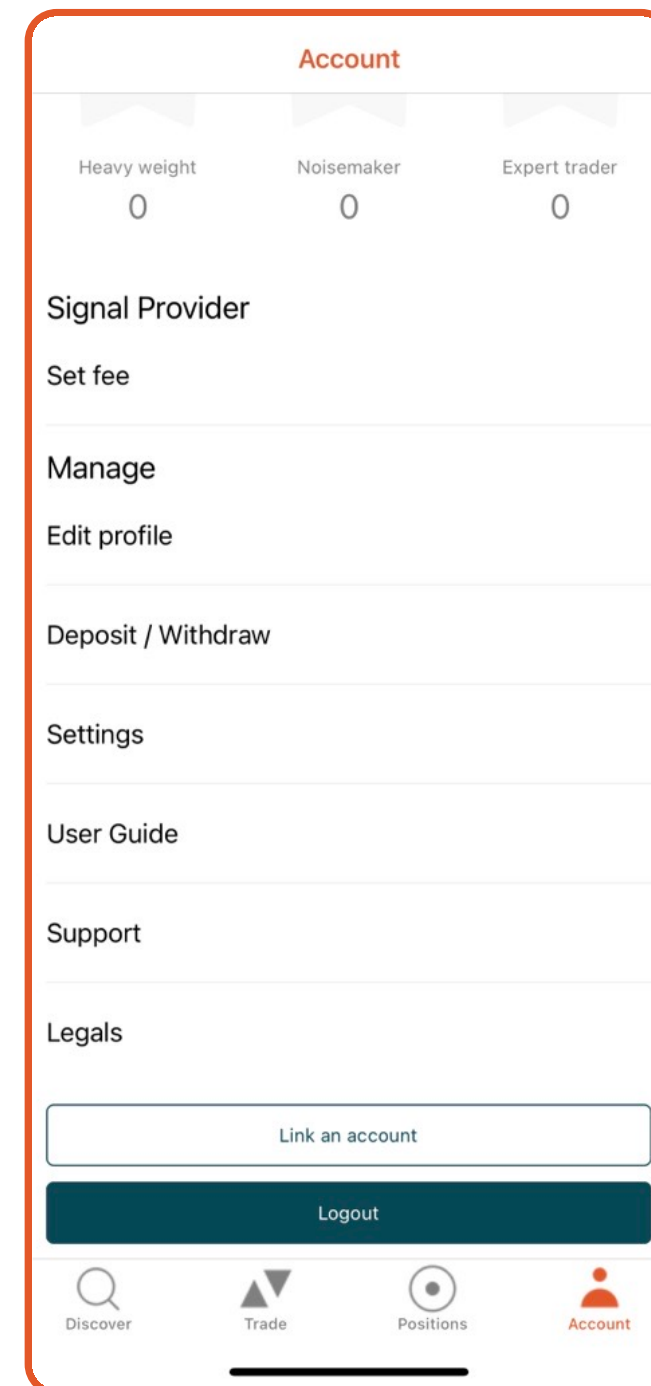 Account
Heavy weight Noisemaker Expert trader
0 0 0
Signal Provider
Set fee
Manage
Edit profile
Deposit / Withdraw
Settings
User Guide
Support
Legals
Link an account
Logout
Discover Trade Positions Account